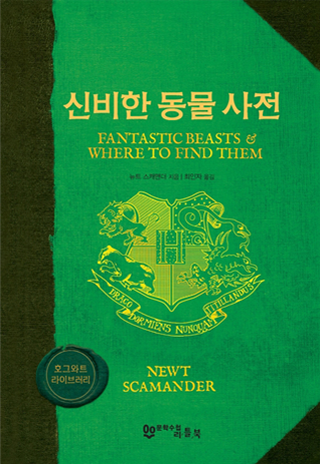 신비한 동물 사전
FANTASTIC BEASTS &
WHERE TO FIND THEM
뉴트 스캐맨더 지음 | 최인자 옮김
H
DRACO DORMIENS NUNQUAM TITILLANDUS
호그와트
라이브러리
NEWT
SCAMANDER
문학수첩
리틀북